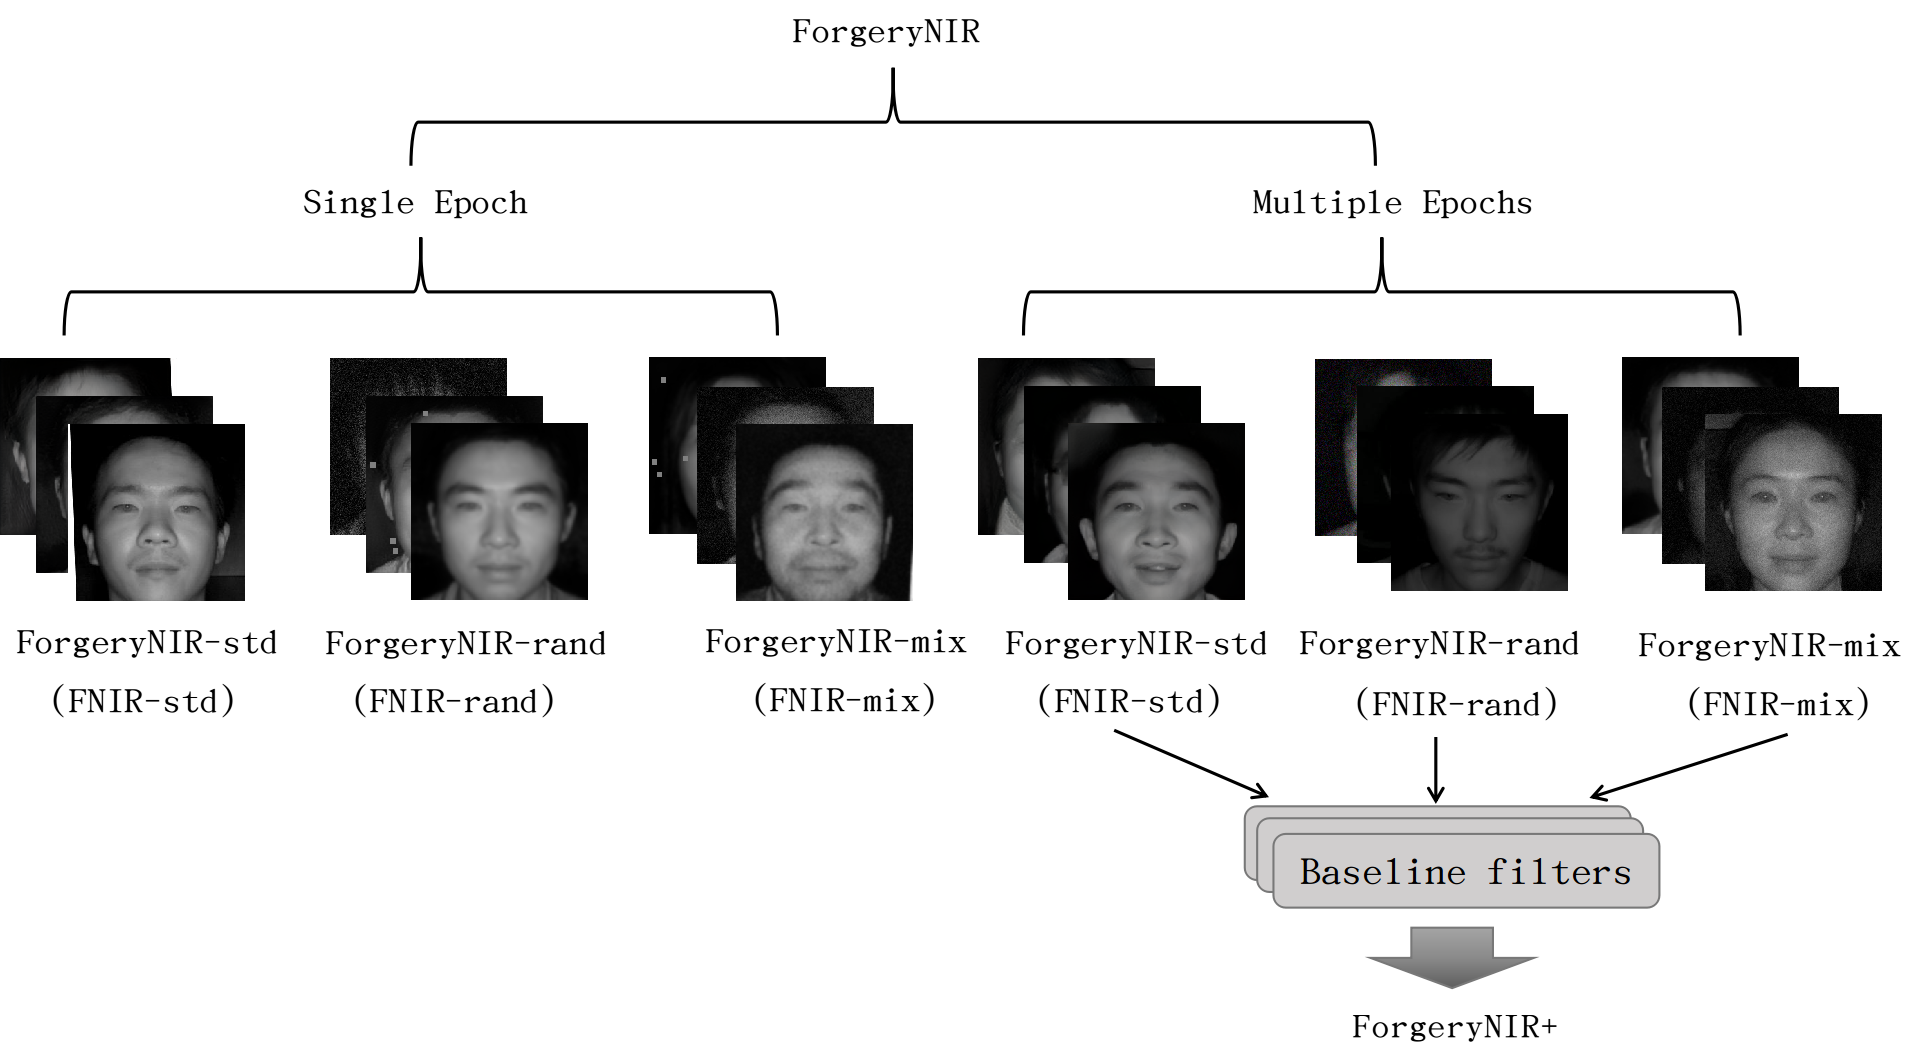 ForgeryNIR
Single Epoch
Multiple Epochs
ForgeryNIR-std
(FNIR-std)
ForgeryNIR-rand
(FNIR-rand)
ForgeryNIR-mix
(FNIR-mix)
ForgeryNIR-std
(FNIR-std)
ForgeryNIR-rand
(FNIR-rand)
ForgeryNIR-mix
(FNIR-mix)
Baseline filters
ForgeryNIR+